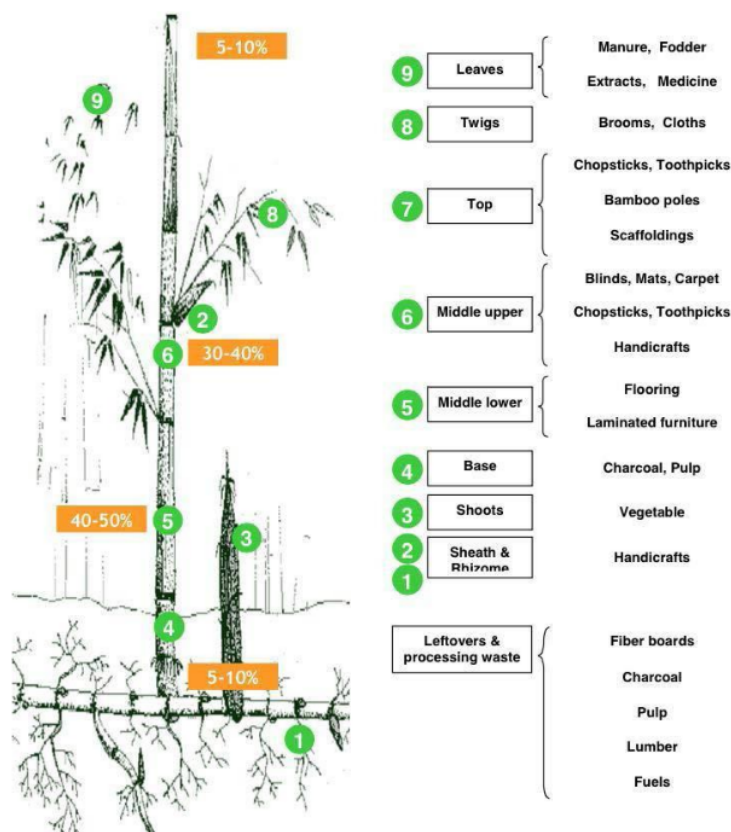 5-10%
9
8
2
6
30-40%
40-50%
5
3
4
5-10%
1
9
Leaves
Manure, Fodder
Extracts, Medicine
8
Twigs
Brooms, Cloths
7
Top
Chopsticks, Toothpicks
Bamboo poles
Scaffoldings
6
Middle upper
Blinds, Mats, Carpet
Chopsticks, Toothpicks
Handicrafts
5
Middle lower
Flooring
Laminated furniture
4
Base
Charcoal, Pulp
3
Shoots
Vegetable
2
1
Sheath &
Rhizome
Handicrafts
Leftovers &
processing waste
Fiber boards
Charcoal
Pulp
Lumber
Fuels